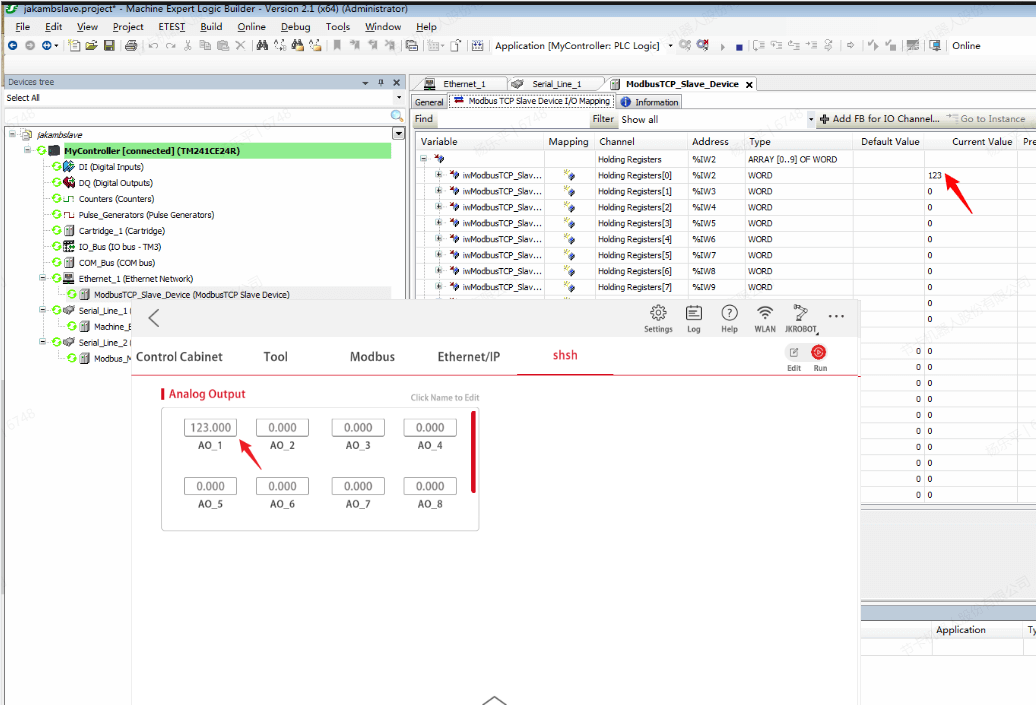 jakambslave.project* - Machine Expert Logic Builder - Version 2.1 (x64) (Administrator)
File Edit View Project ETEST Build Online Debug Tools Window Help
Application [MyController: PLC Logic] Online
Devices tree
Select All
jakambslave
MyController [connected] (TM241CE24R)
DI (Digital Inputs)
DQ (Digital Outputs)
Counters (Counters)
Pulse_Generators (Pulse Generators)
Cartridge_1 (Cartridge)
IO_Bus (IO bus - TM3)
COM_Bus (COM bus)
Ethernet_1 (Ethernet Network)
ModbusTCP_Slave_Device (ModbusTCP Slave Device)
Serial_Line_1
Machine_E
Serial_Line_2
Modbus_M
Ethernet_1 Serial_Line_1 ModbusTCP_Slave_Device
General Modbus TCP Slave Device I/O Mapping Information
Find Filter Show all Add FB for IO Channel... Go to Instance
Variable Mapping Channel Address Type Default Value Current Value Pre
Holding Registers %IW2 ARRAY [0..9] OF WORD
iwModbusTCP_Slav... Holding Registers[0] %IW2 WORD 123
iwModbusTCP_Slav... Holding Registers[1] %IW3 WORD 0
iwModbusTCP_Slav... Holding Registers[2] %IW4 WORD 0
iwModbusTCP_Slav... Holding Registers[3] %IW5 WORD 0
iwModbusTCP_Slav... Holding Registers[4] %IW6 WORD 0
iwModbusTCP_Slav... Holding Registers[5] %IW7 WORD 0
iwModbusTCP_Slav... Holding Registers[6] %IW8 WORD 0
iwModbusTCP_Slav... Holding Registers[7] %IW9 WORD 0
0
0
0 0
0 0
0 0
0 0
0 0
0 0
0 0
0 0
0 0
0 0
Settings Log Help WLAN JKROBOT
Control Cabinet Tool Modbus Ethernet/IP shsh
Edit Run
Analog Output Click Name to Edit
123.000 0.000 0.000 0.000
AO_1 AO_2 AO_3 AO_4
0.000 0.000 0.000 0.000
AO_5 AO_6 AO_7 AO_8
Application Ty